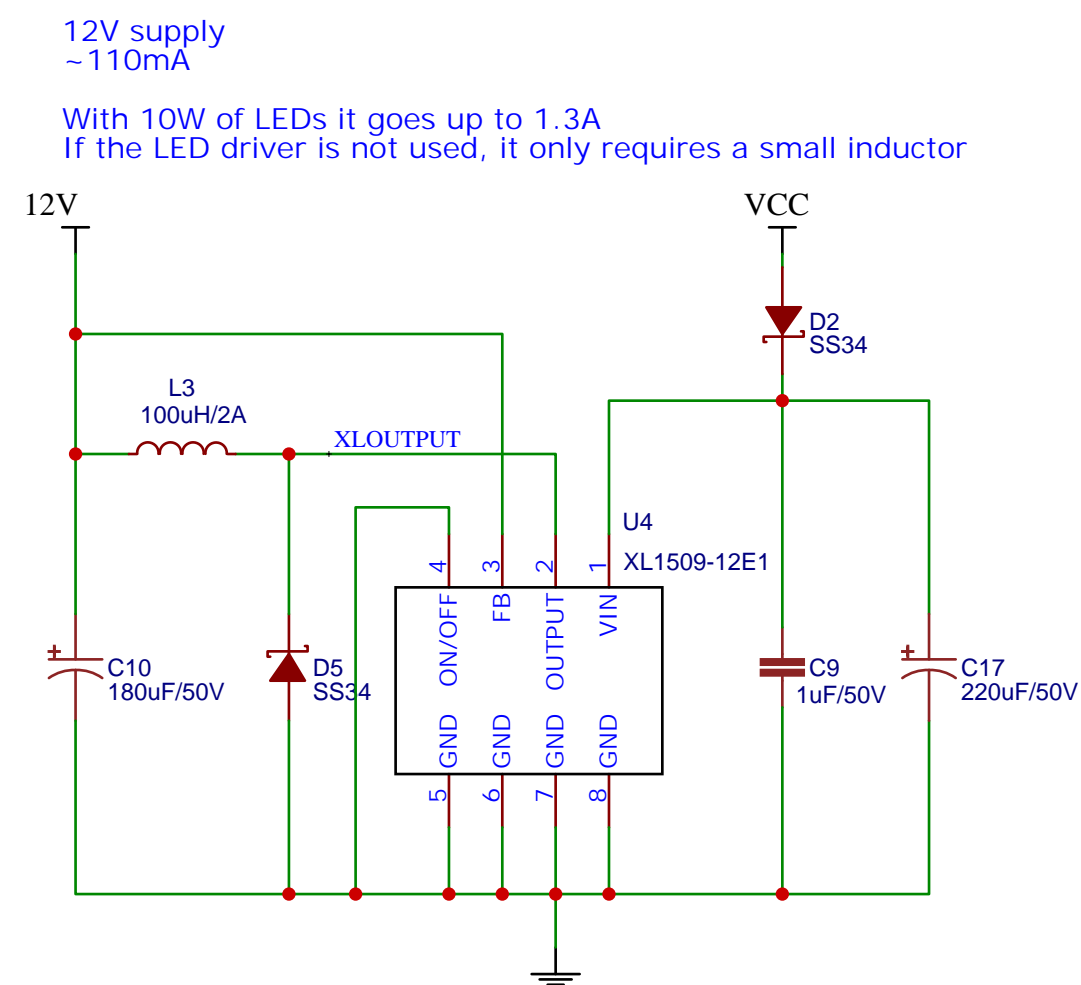 12V supply
~110mA
With 10W of LEDs it goes up to 1.3A
If the LED driver is not used, it only requires a small inductor
12V
VCC
D2
SS34
L3
100uH/2A
XLOUTPUT
U4
XL1509-12E1
4
3
2
1
ON/OFF
FB
OUTPUT
VIN
C10
180uF/50V
D5
SS34
C9
1uF/50V
C17
220uF/50V
GND
GND
GND
GND
5
6
7
8